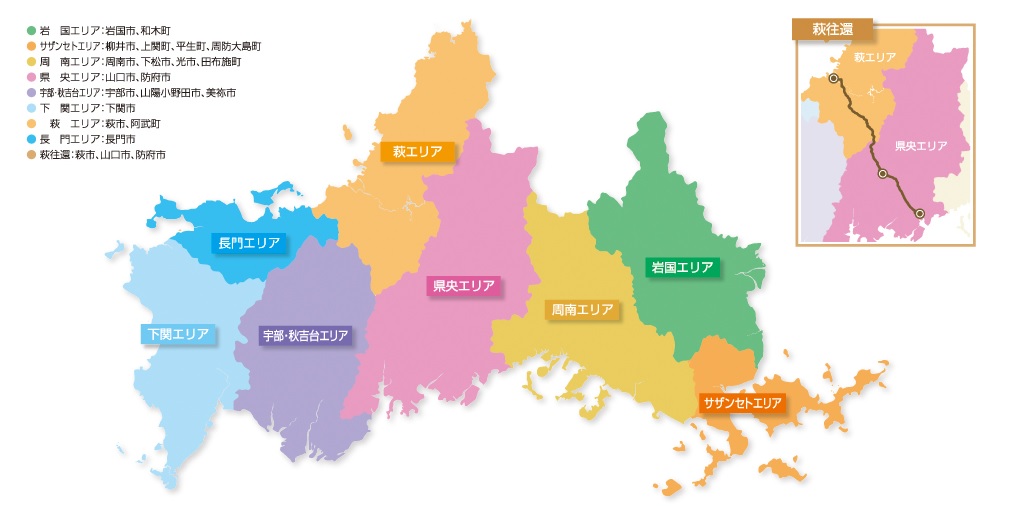 岩　国エリア：岩国市、和木町
サザンセトエリア：柳井市、上関町、平生町、周防大島町
周　南エリア：周南市、下松市、光市、田布施町
県　央エリア：山口市、防府市
宇部・秋吉台エリア：宇部市、山陽小野田市、美祢市
下　関エリア：下関市
萩　エリア：萩市、阿武町
長　門エリア：長門市
萩往還：萩市、山口市、防府市
萩往還
萩エリア
県央エリア
萩エリア
長門エリア
岩国エリア
県央エリア
周南エリア
下関エリア
宇部・秋吉台エリア
サザンセトエリア